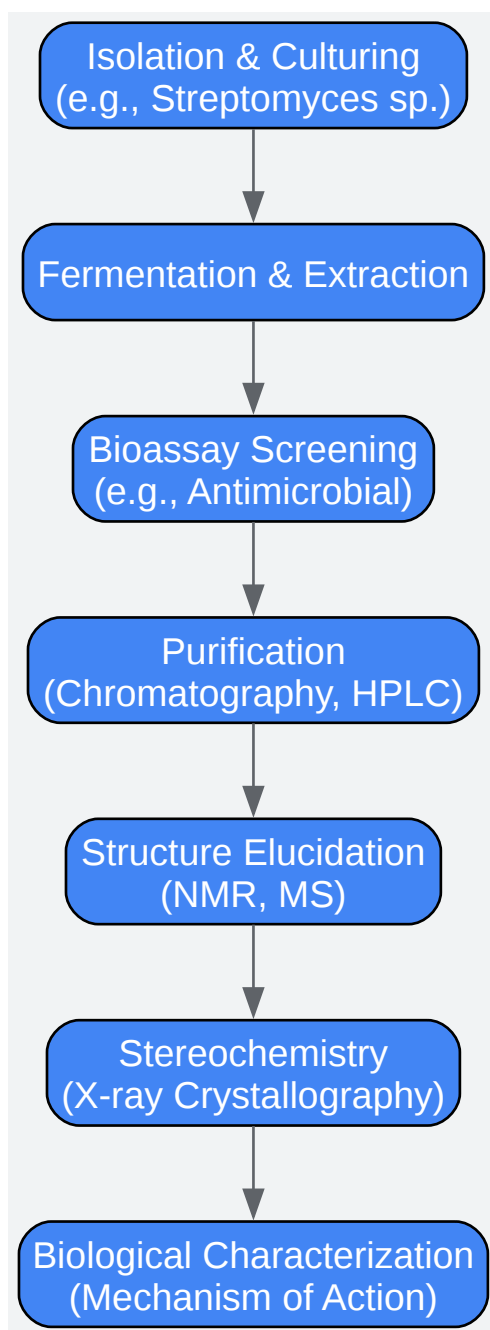 Isolation & Culturing
(e.g., Streptomyces sp.)
Fermentation & Extraction
Bioassay Screening
(e.g., Antimicrobial)
Purification
(Chromatography, HPLC)
Structure Elucidation
(NMR, MS)
Stereochemistry
(X-ray Crystallography)
Biological Characterization
(Mechanism of Action)